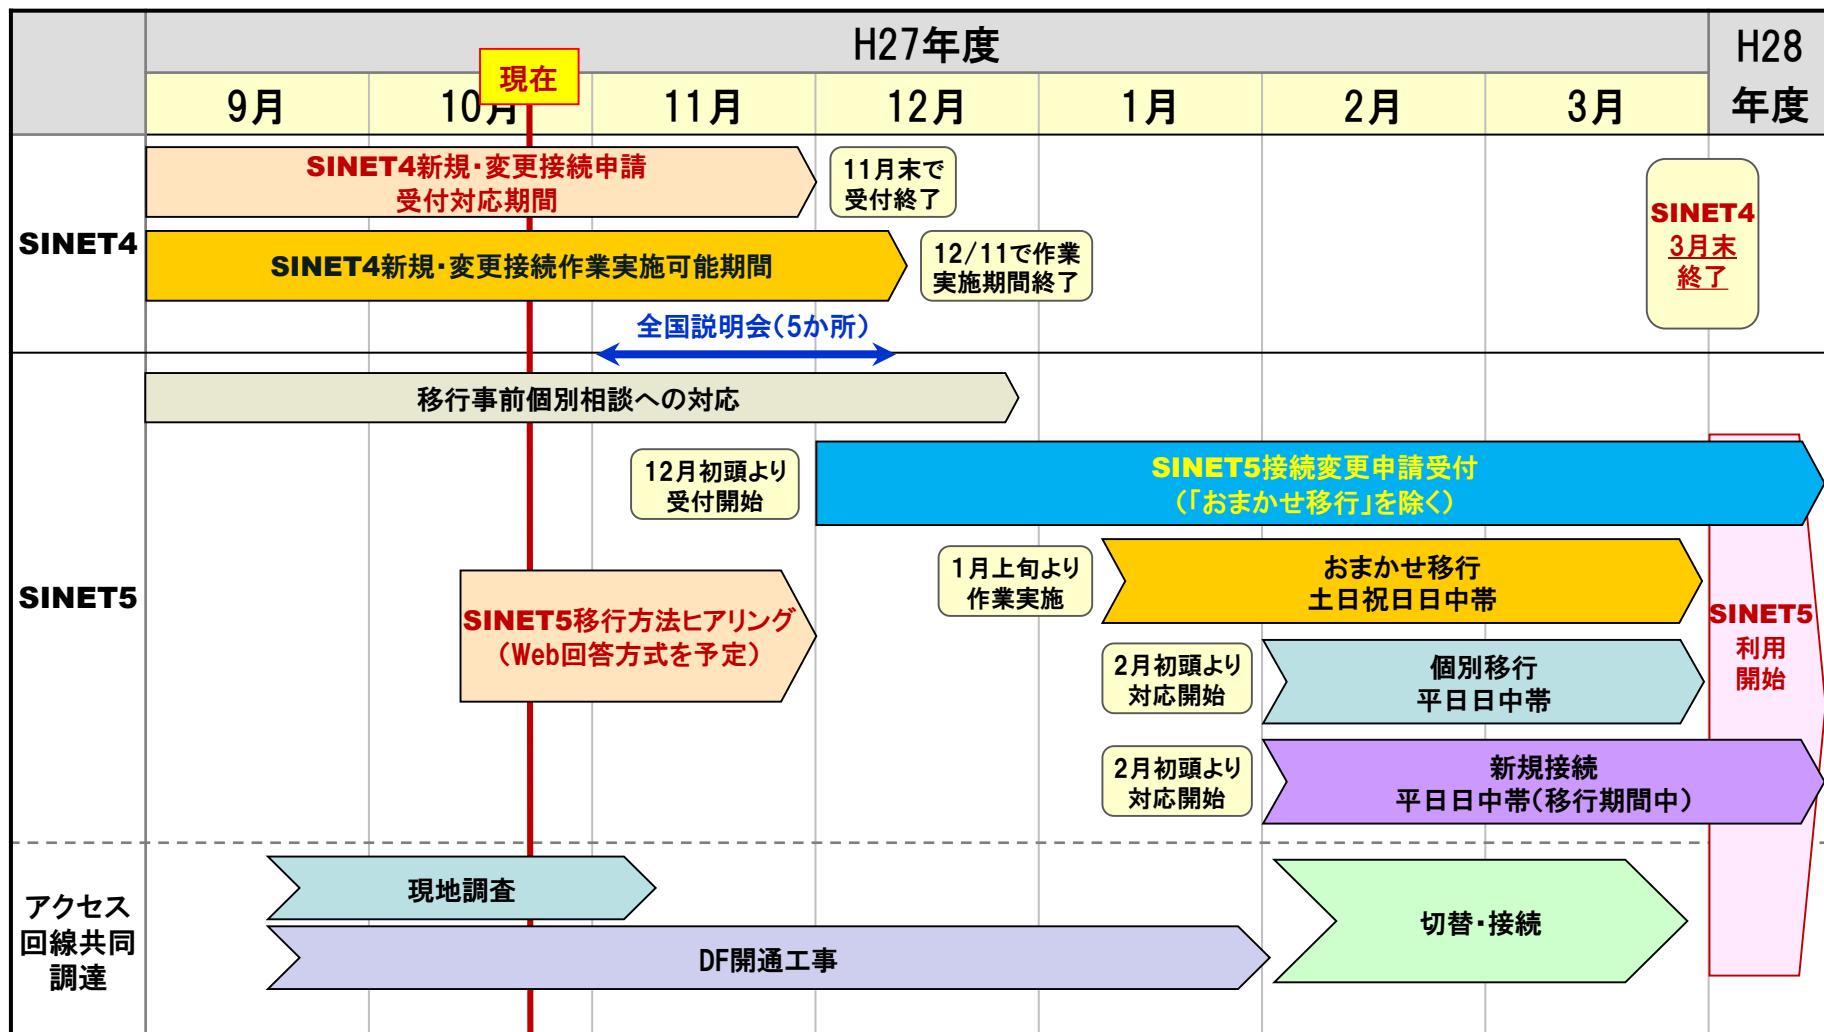 H27年度
H28
年度
現在
9月
10月
11月
12月
1月
2月
3月
SINET4
SINET4新規・変更接続申請
受付対応期間
11月末で
受付終了
SINET4新規・変更接続作業実施可能期間
12/11で作業
実施期間終了
SINET4
3月末
終了
全国説明会(5か所)
SINET5
移行事前個別相談への対応
12月初頭より
受付開始
SINET5接続変更申請受付
(「おまかせ移行」を除く)
1月上旬より
作業実施
おまかせ移行
土日祝日日中帯
SINET5移行方法ヒアリング
(Web回答方式を予定)
2月初頭より
対応開始
個別移行
平日日中帯
SINET5
利用
開始
2月初頭より
対応開始
新規接続
平日日中帯(移行期間中)
アクセス
回線共同
調達
現地調査
DF開通工事
切替・接続